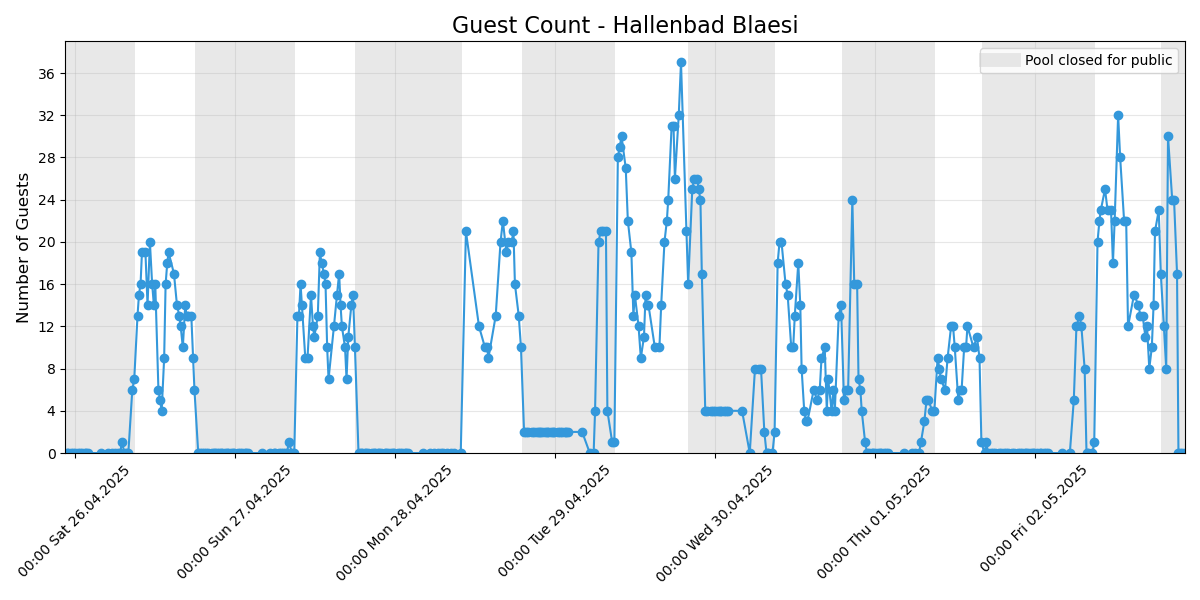 Guest Count - Hallenbad Blaesi
Pool closed for public
Number of Guests
36
32
28
24
20
16
12
8
4
0
00:00 Sat 26.04.2025
00:00 Sun 27.04.2025
00:00 Mon 28.04.2025
00:00 Tue 29.04.2025
00:00 Wed 30.04.2025
00:00 Thu 01.05.2025
00:00 Fri 02.05.2025